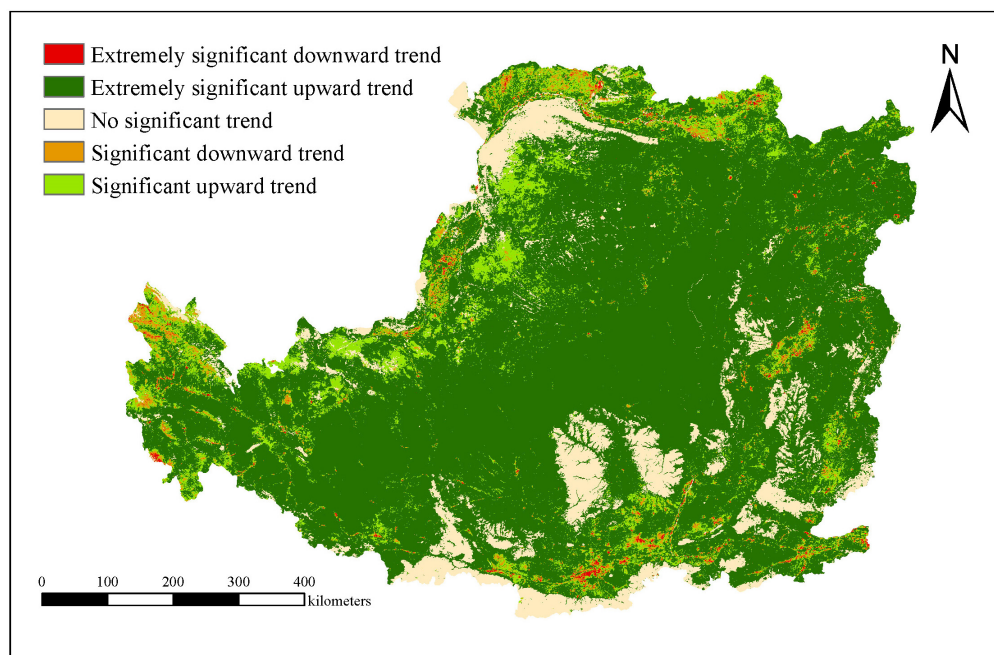 Extremely significant downward trend
Extremely significant upward trend
No significant trend
Significant downward trend
Significant upward trend
N
0 100 200 300 400
kilometers